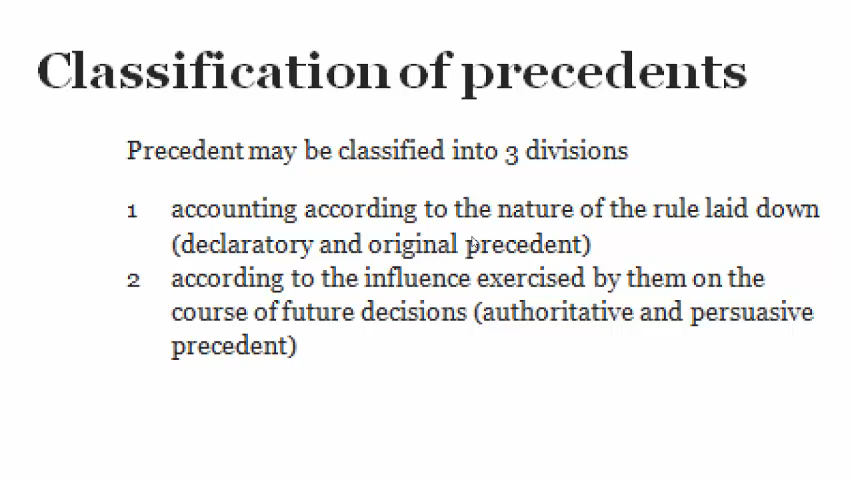 Classification of precedents
Precedent may be classified into 3 divisions
1 accounting according to the nature of the rule laid down
(declaratory and original precedent)
2 according to the influence exercised by them on the
course of future decisions (authoritative and persuasive
precedent)